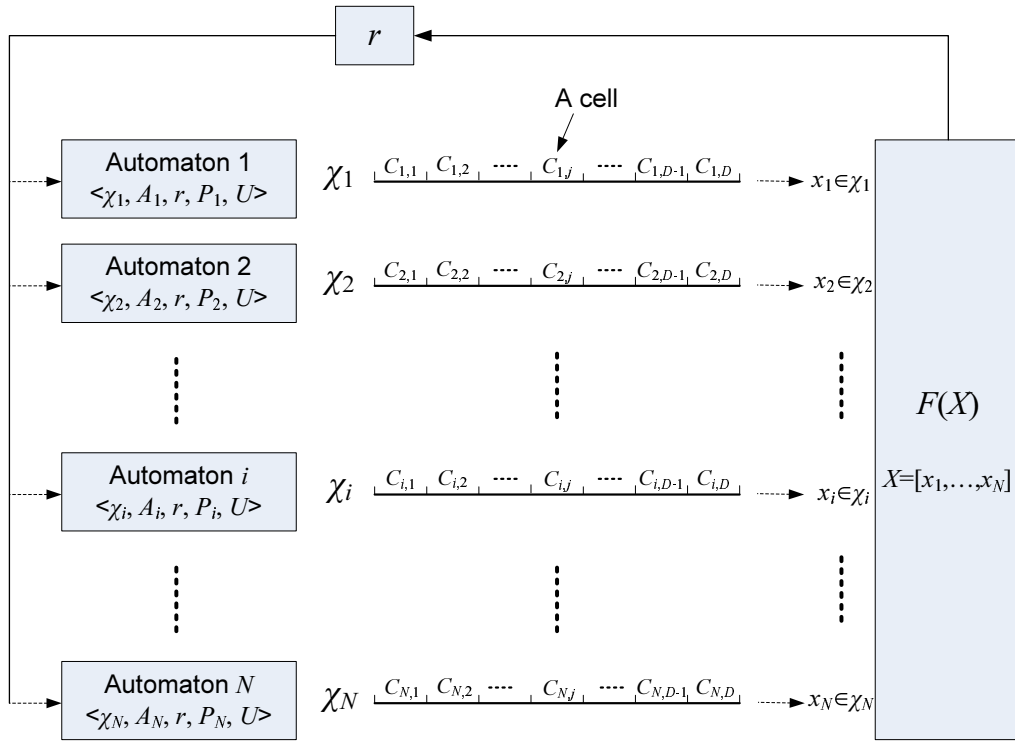 r
A cell
Automaton 1
<χ1, A1, r, P1, U>
χ1
C1,1 C1,2 ···· C1,j ···· C1,D-1 C1,D
x1∈χ1
Automaton 2
<χ2, A2, r, P2, U>
χ2
C2,1 C2,2 ···· C2,j ···· C2,D-1 C2,D
x2∈χ2
F(X)
X=[x1,…,xN]
Automaton i
<χi, Ai, r, Pi, U>
χi
Ci,1 Ci,2 ···· Ci,j ···· Ci,D-1 Ci,D
xi∈χi
Automaton N
<χN, AN, r, PN, U>
χN
CN,1 CN,2 ···· CN,j ···· CN,D-1 CN,D
xN∈χN